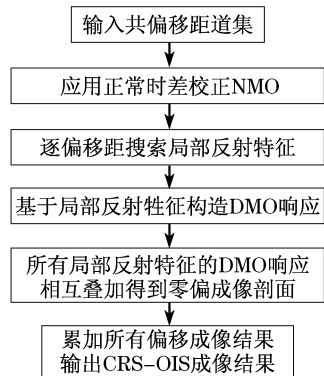 输入共偏移距道集
应用正常时差校正NMO
逐偏移距搜索局部反射特征
基于局部反射牲征构造DMO响应
所有局部反射特征的DMO响应
相互叠加得到零偏成像剖面
累加所有偏移成像结果
输出CRS-OIS成像结果